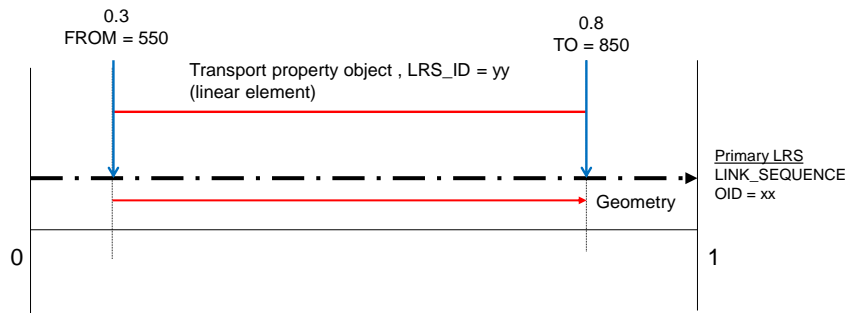 0.3
FROM = 550
0.8
TO = 850
Transport property object , LRS_ID = yy
(linear element)
Primary LRS
LINK_SEQUENCE
OID = xx
Geometry
0
1